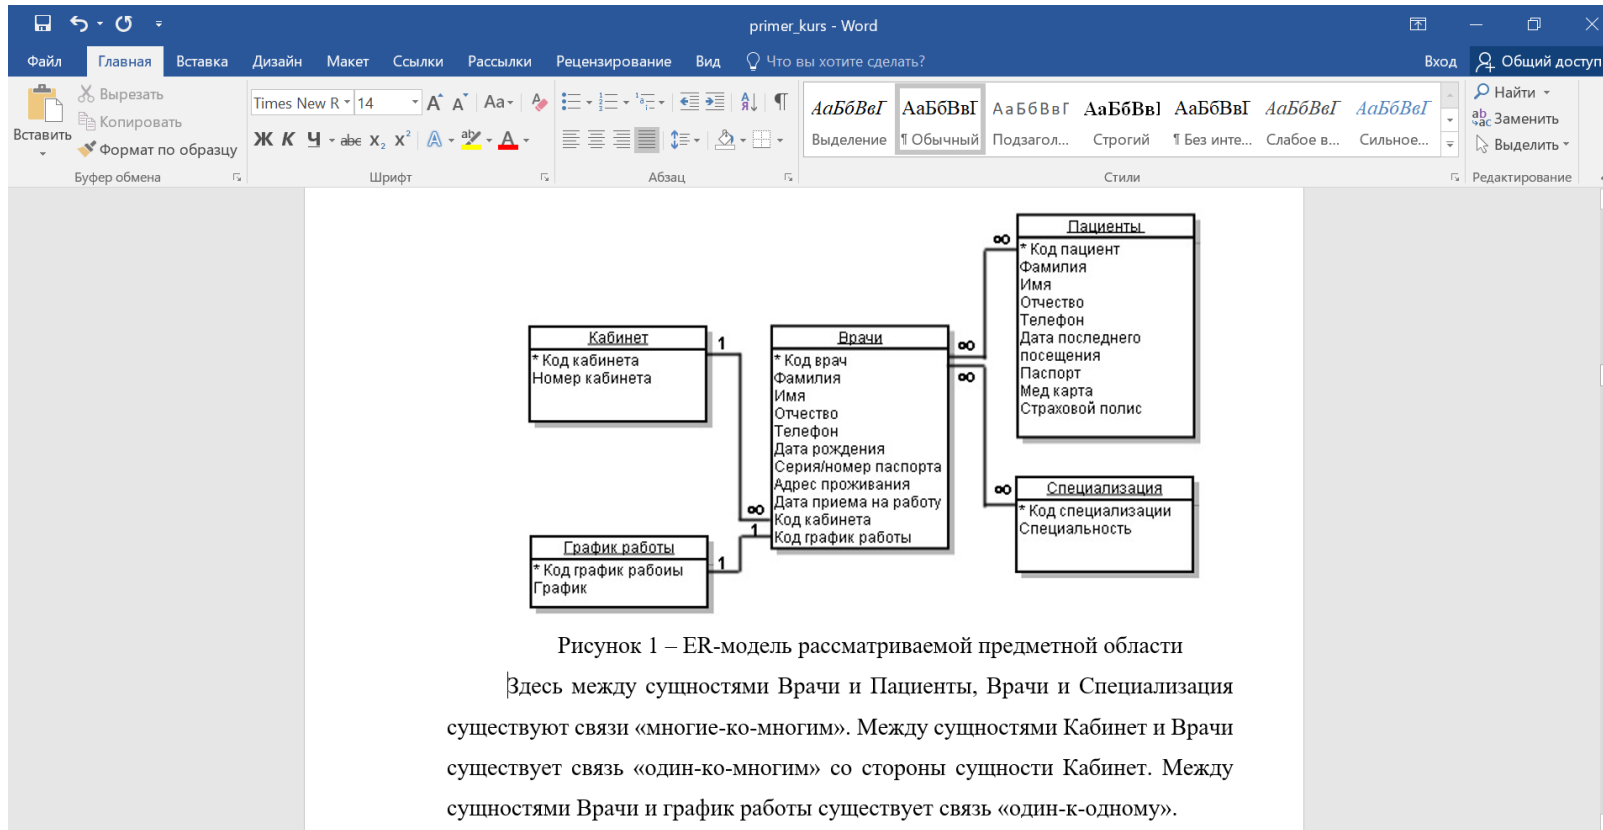 primer_kurs - Word
Файл Главная Вставка Дизайн Макет Ссылки Рассылки Рецензирование Вид Что вы хотите сделать? Вход Общий доступ
Вставить
Вырезать
Копировать
Формат по образцу
Буфер обмена
Times New R 14
Aa
Ж К Ч abc X₂ X² A aby A
Шрифт
Абзац
АаБбВвГ АаБбВвГ АаБбВвГ АаБбВв] АаБбВвГ АаБбВвГ АаБбВвГ
Выделение ¶ Обычный Подзагол... Строгий ¶ Без инте... Слабое в... Сильное...
Стили
Найти
Заменить
Выделить
Редактирование
Кабинет
* Код кабинета
Номер кабинета
1
∞
График работы
* Код график рабоиы
График
1
1
Врачи
* Код врач
Фамилия
Имя
Отчество
Телефон
Дата рождения
Серия/номер паспорта
Адрес проживания
Дата приема на работу
Код кабинета
Код график работы
∞
∞
∞
∞
Пациенты
* Код пациент
Фамилия
Имя
Отчество
Телефон
Дата последнего
посещения
Паспорт
Мед карта
Страховой полис
Специализация
* Код специализации
Специальность
Рисунок 1 – ER-модель рассматриваемой предметной области
Здесь между сущностями Врачи и Пациенты, Врачи и Специализация
существуют связи «многие-ко-многим». Между сущностями Кабинет и Врачи
существует связь «один-ко-многим» со стороны сущности Кабинет. Между
сущностями Врачи и график работы существует связь «один-к-одному».